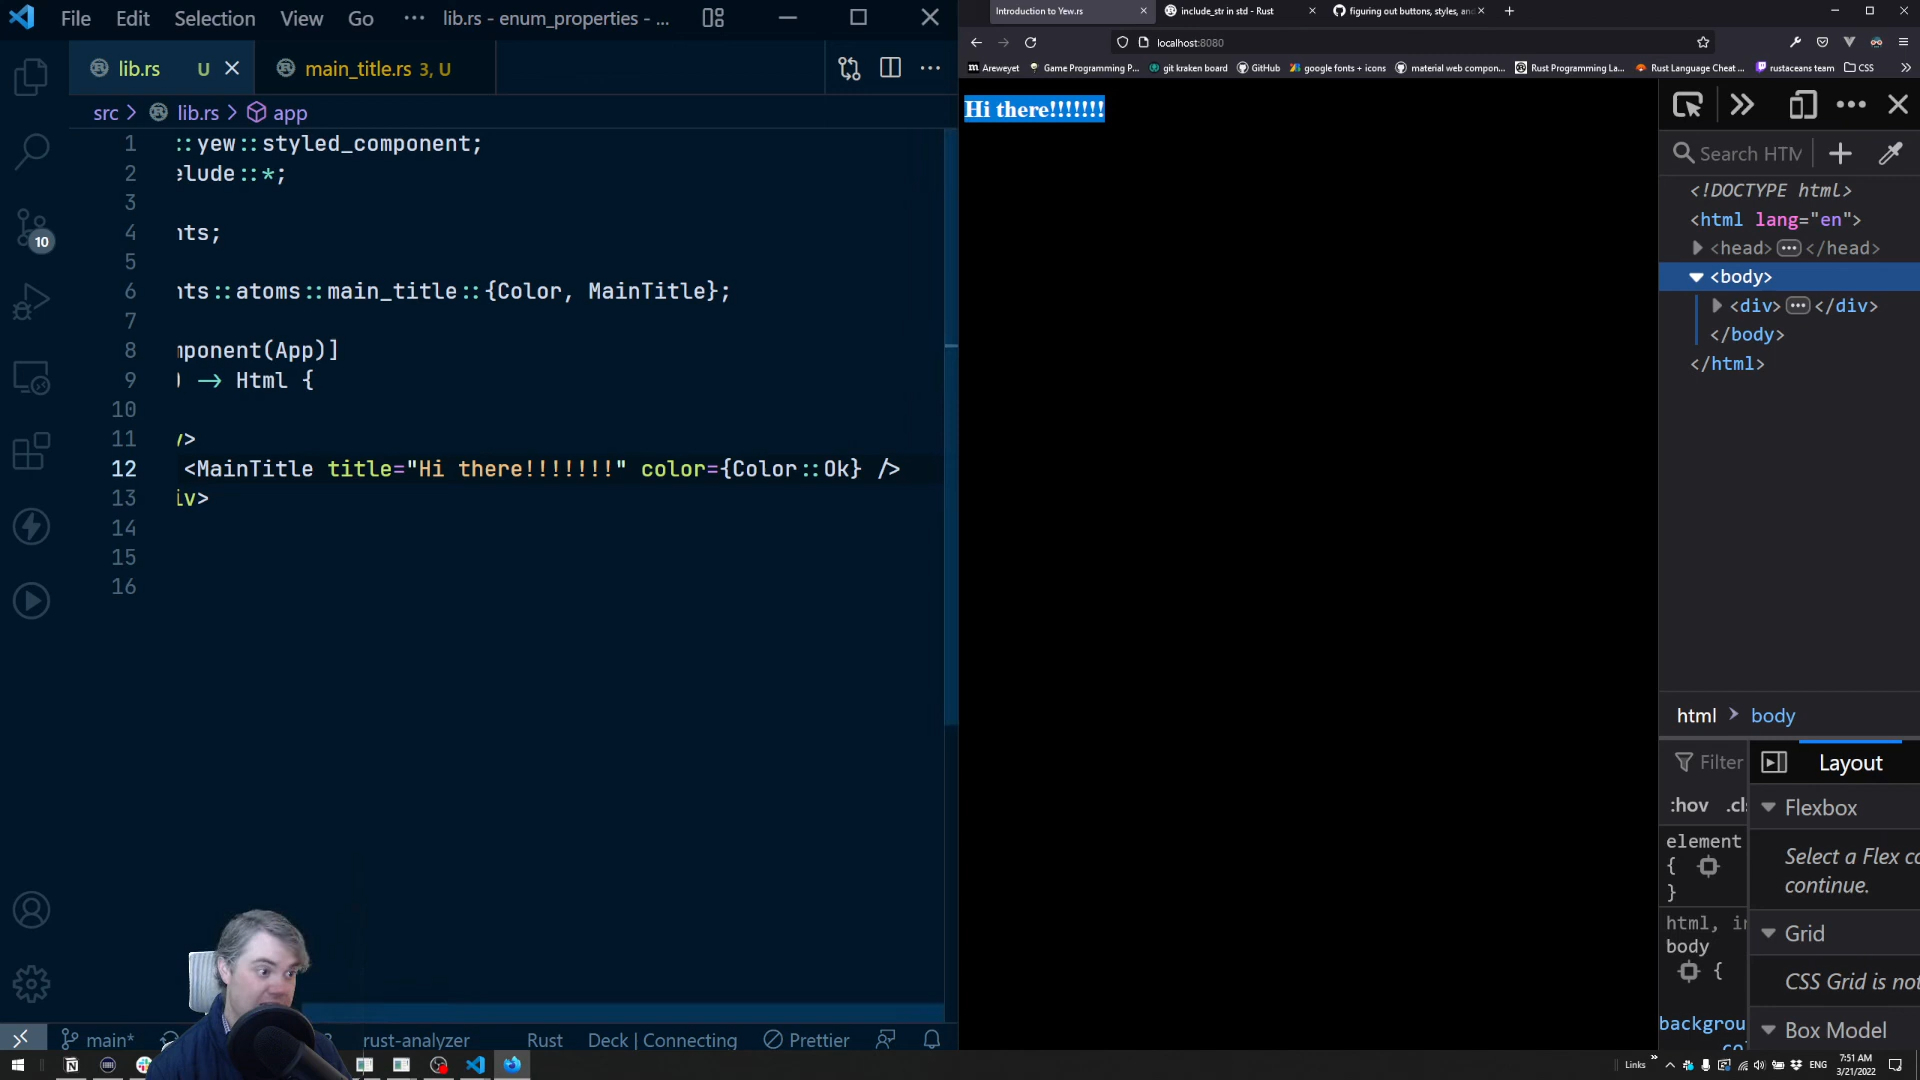 File Edit Selection View Go ··· lib.rs - enum_properties - ...
lib.rs U
main_title.rs 3, U
src > lib.rs > app
1 ::yew::styled_component;
2 elude::*;
3
4 nts;
5
6 nts::atoms::main_title::{Color, MainTitle};
7
8 mponent(App)]
9 ) -> Html {
10
11 v>
12 <MainTitle title="Hi there!!!!!!!" color={Color::Ok} />
13 iv>
14
15
16
10
main*
rust-analyzer
Rust
Deck | Connecting
Prettier
Introduction to Yew.rs
include_str in std - Rust
figuring out buttons, styles, an
localhost:8080
Areweyet
Game Programming P...
git kraken board
GitHub
google fonts + icons
material web compon...
Rust Programming La...
Rust Language Cheat ...
rustaceans team
CSS
Hi there!!!!!!!
Search HTM
<!DOCTYPE html>
<html lang="en">
<head> ··· </head>
<body>
<div> ··· </div>
</body>
</html>
html > body
Filter
Layout
:hov .cl
element
{
}
html, i
body
{
backgrou
Flexbox
Select a Flex co
continue.
Grid
CSS Grid is not
Box Model
Links
ENG
7:51 AM
3/21/2022